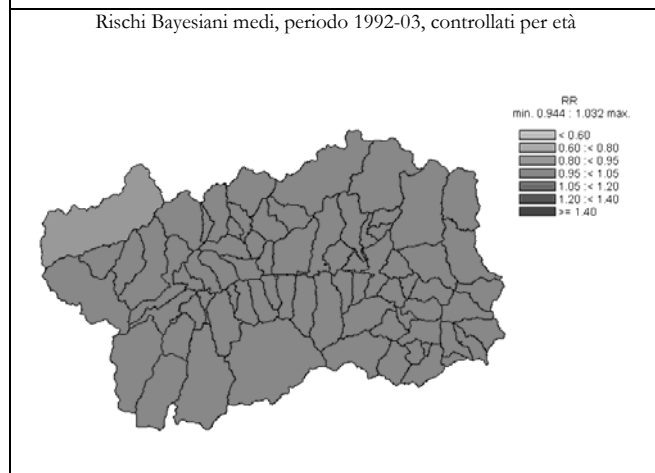 Rischi Bayesiani medi, periodo 1992-03, controllati per età
RR
min. 0.944 : 1.032 max.
< 0.60
0.60 :< 0.80
0.80 :< 0.95
0.95 :< 1.05
1.05 :< 1.20
1.20 :< 1.40
>= 1.40